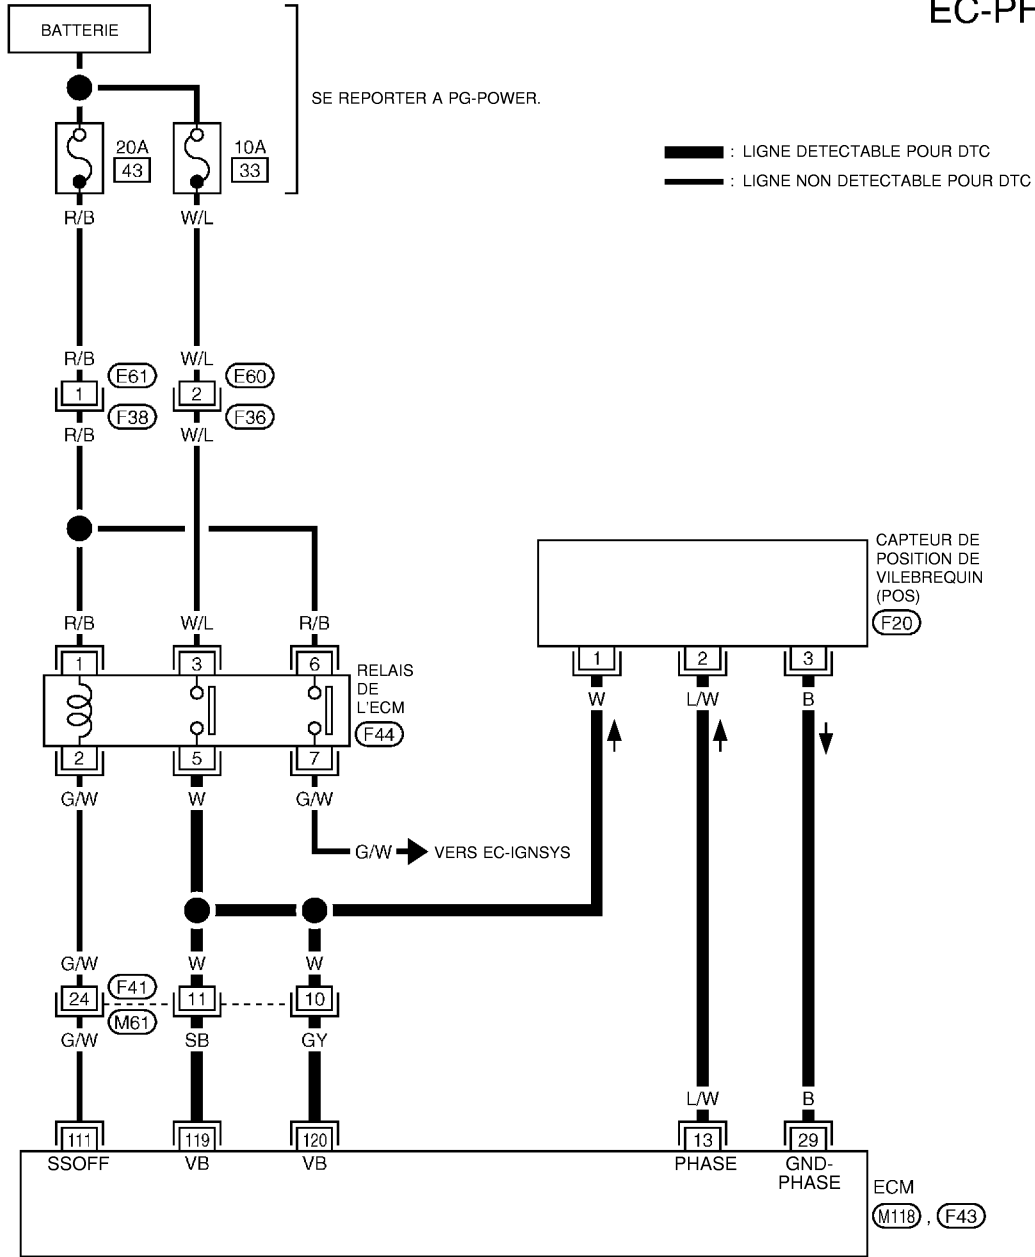 EC-PH
BATTERIE
SE REPORTER A PG-POWER.
20A
43
10A
33
: LIGNE DETECTABLE POUR DTC
: LIGNE NON DETECTABLE POUR DTC
R/B W/L
R/B W/L
1 E61 2 E60
F38 F36
R/B W/L
CAPTEUR DE
POSITION DE
VILEBREQUIN
(POS)
F20
R/B W/L R/B
1 3 6
1 2 3
RELAIS
DE
L'ECM
F44
W L/W B
2 5 7
G/W W G/W
G/W VERS EC-IGNSYS
G/W W W
24 F41 11 10
M61
G/W SB GY
L/W B
111 119 120 13 29
SSOFF VB VB PHASE GND-
PHASE
ECM
M118 , F43